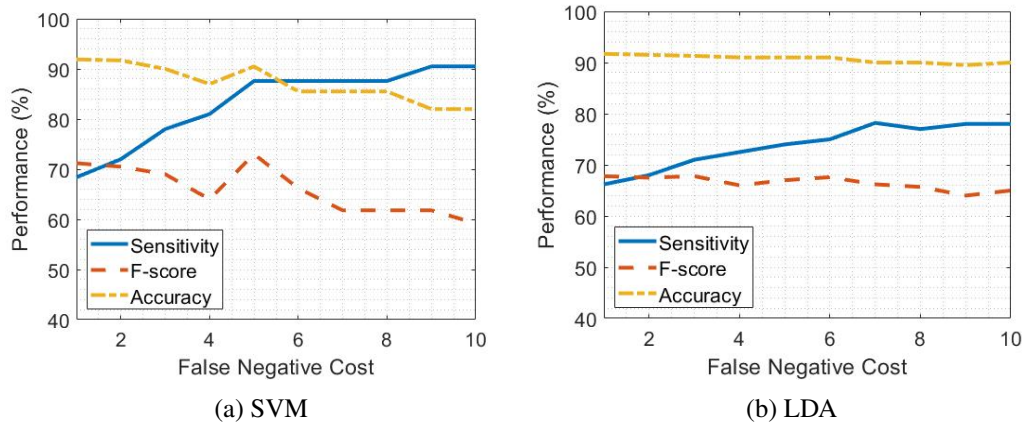 100
90
80
70
60
50
40
Performance (%)
Sensitivity
F-score
Accuracy
2 4 6 8 10
False Negative Cost
(a) SVM
100
90
80
70
60
50
40
Performance (%)
Sensitivity
F-score
Accuracy
2 4 6 8 10
False Negative Cost
(b) LDA